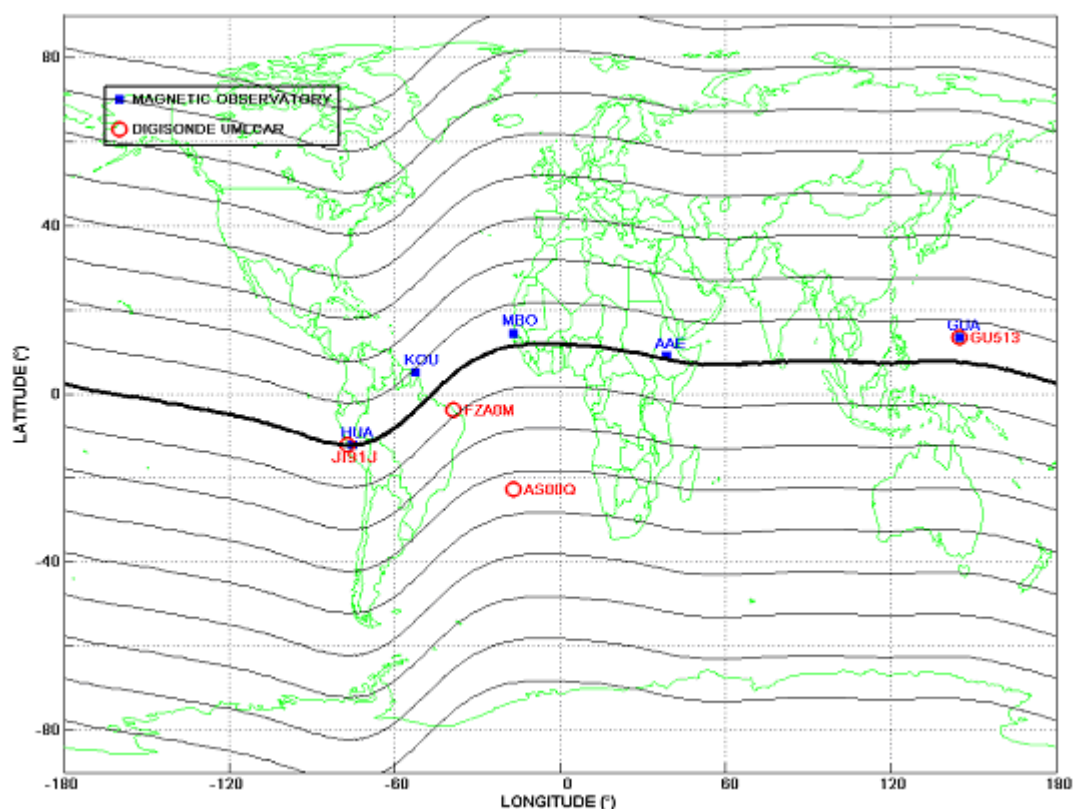 MAGNETIC OBSERVATORY
DIGISONDE UMLCAR
80
40
0
-40
-80
LATITUDE (°)
MBO
GUA
GU513
AAE
KOU
FZA0M
HUA
J191J
AS00Q
-180
-120
-60
0
60
120
180
LONGITUDE (°)